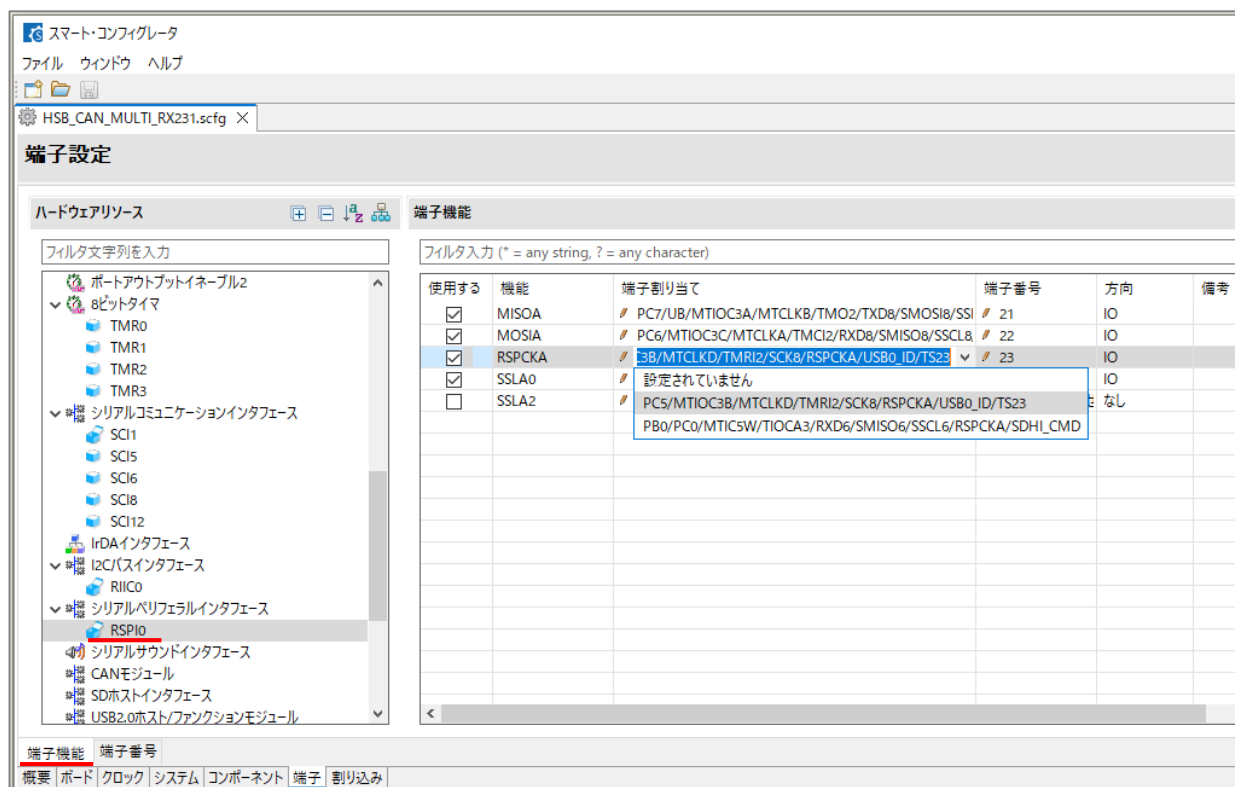 スマート・コンフィグレータ
ファイル ウィンドウ ヘルプ
HSB_CAN_MULTI_RX231.scfg
端子設定
ハードウェアリソース
端子機能
フィルタ文字列を入力
フィルタ入力 (* = any string, ? = any character)
ポートアウトプットイネーブル2
8ビットタイマ
TMR0
TMR1
TMR2
TMR3
シリアルコミュニケーションインタフェース
SCI1
SCI5
SCI6
SCI8
SCI12
IrDAインタフェース
I2Cバスインタフェース
RIIC0
シリアルペリフェラルインタフェース
RSPI0
シリアルサウンドインタフェース
CANモジュール
SDホストインタフェース
USB2.0ホスト/ファンクションモジュール
使用する 機能 端子割り当て 端子番号 方向 備考
MISOA PC7/UB/MTIOC3A/MTCLKB/TMO2/TXD8/SMOSI8/SSI 21 IO
MOSIA PC6/MTIOC3C/MTCLKA/TMCI2/RXD8/SMISO8/SSCL8, 22 IO
RSPCKA 3B/MTCLKD/TMRI2/SCK8/RSPCKA/USB0_ID/TS23 23 IO
SSLA0 IO
SSLA2 なし
設定されていません
PC5/MTIOC3B/MTCLKD/TMRI2/SCK8/RSPCKA/USB0_ID/TS23
PB0/PC0/MTIC5W/TIOCA3/RXD6/SMISO6/SSCL6/RSPCKA/SDHI_CMD
端子機能 端子番号
概要 ボード クロック システム コンポーネント 端子 割り込み